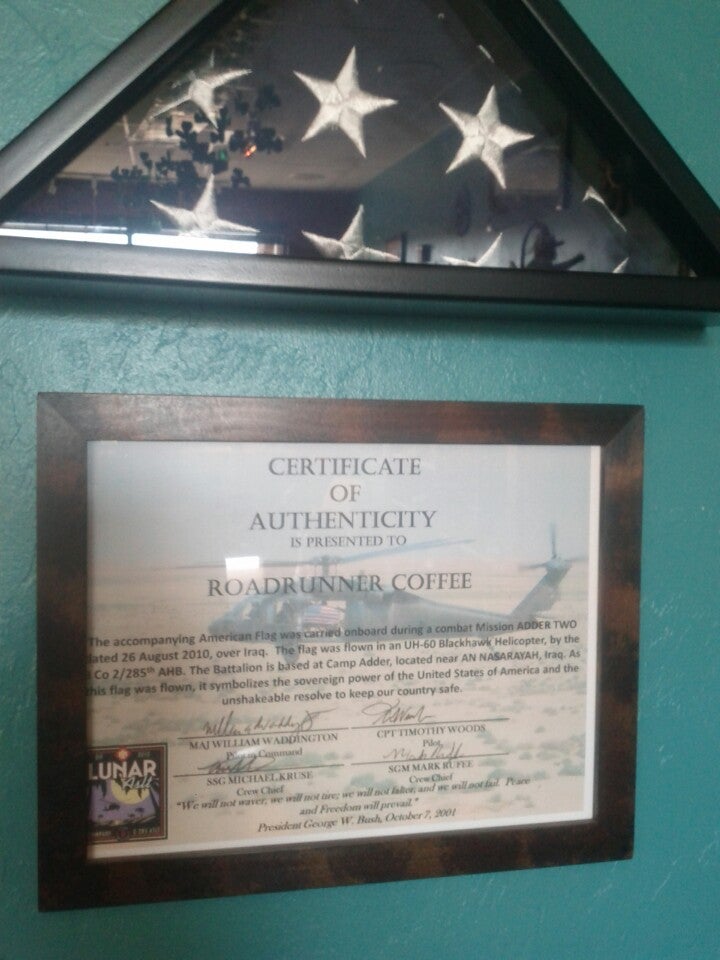 CERTIFICATE
OF
AUTHENTICITY
IS PRESENTED TO
ROADRUNNER COFFEE
The accompanying American Flag was carried onboard during a combat Mission ADDER TWO
dated 26 August 2010, over Iraq. The flag was flown in an UH-60 Blackhawk Helicopter, by the
Co 2/285th AHB. The Battalion is based at Camp Adder, located near AN NASARAYAH, Iraq. As
this flag was flown, it symbolizes the sovereign power of the United States of America and the
unshakeable resolve to keep our country safe.
MAJ WILLIAM WADDINGTON
Pilot in Command
CPT TIMOTHY WOODS
Pilot
SSG MICHAEL KRUSE
Crew Chief
SGM MARK RUFEE
Crew Chief
"We will not waver, we will not tire; we will not falter, and we will not fail. Peace
and Freedom will prevail."
President George W. Bush, October 7, 2001
LUNAR